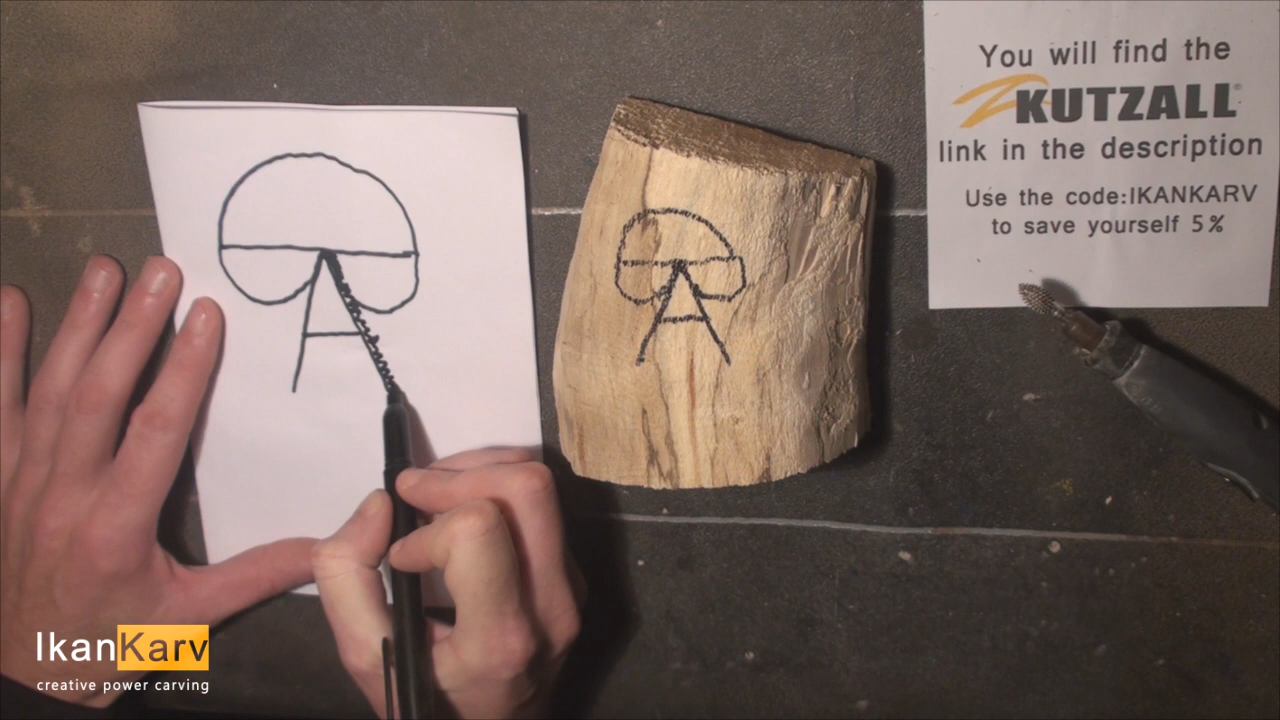 You will find the
KUTZALL
link in the description
Use the code:IKANKARV
to save yourself 5%
IkanKarv
creative power carving